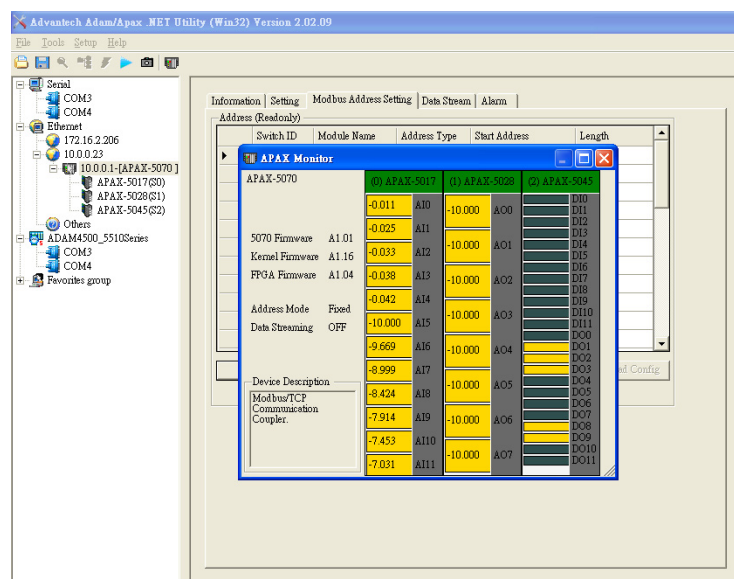 Advantech Adam/Apax .NET Utility (Win32) Version 2.02.09
File Tools Setup Help
Serial
COM3
COM4
Ethernet
172.16.2.206
10.0.0.23
10.0.0.1-[APAX-5070 ]
APAX-5017(S0)
APAX-5028(S1)
APAX-5045(S2)
Others
ADAM4500_5510Series
COM3
COM4
Favorites group
Information Setting Modbus Address Setting Data Stream Alarm
Address (Readonly)
Switch ID Module Name Address Type Start Address Length
APAX Monitor
APAX-5070
5070 Firmware A1.01
Kernel Firmware A1.16
FPGA Firmware A1.04
Address Mode Fixed
Data Streaming OFF
Device Description
Modbus/TCP
Communication
Coupler.
(0) APAX-5017
-0.011 AI0
-0.025 AI1
-0.033 AI2
-0.038 AI3
-0.042 AI4
-10.000 AI5
-9.669 AI6
-8.999 AI7
-8.424 AI8
-7.914 AI9
-7.453 AI10
-7.031 AI11
(1) APAX-5028
-10.000 AO0
-10.000 AO1
-10.000 AO2
-10.000 AO3
-10.000 AO4
-10.000 AO5
-10.000 AO6
-10.000 AO7
(2) APAX-5045
DI0
DI1
DI2
DI3
DI4
DI5
DI6
DI7
DI8
DI9
DI10
DI11
DO0
DO1
DO2
DO3
DO4
DO5
DO6
DO7
DO8
DO9
DO10
DO11
Config